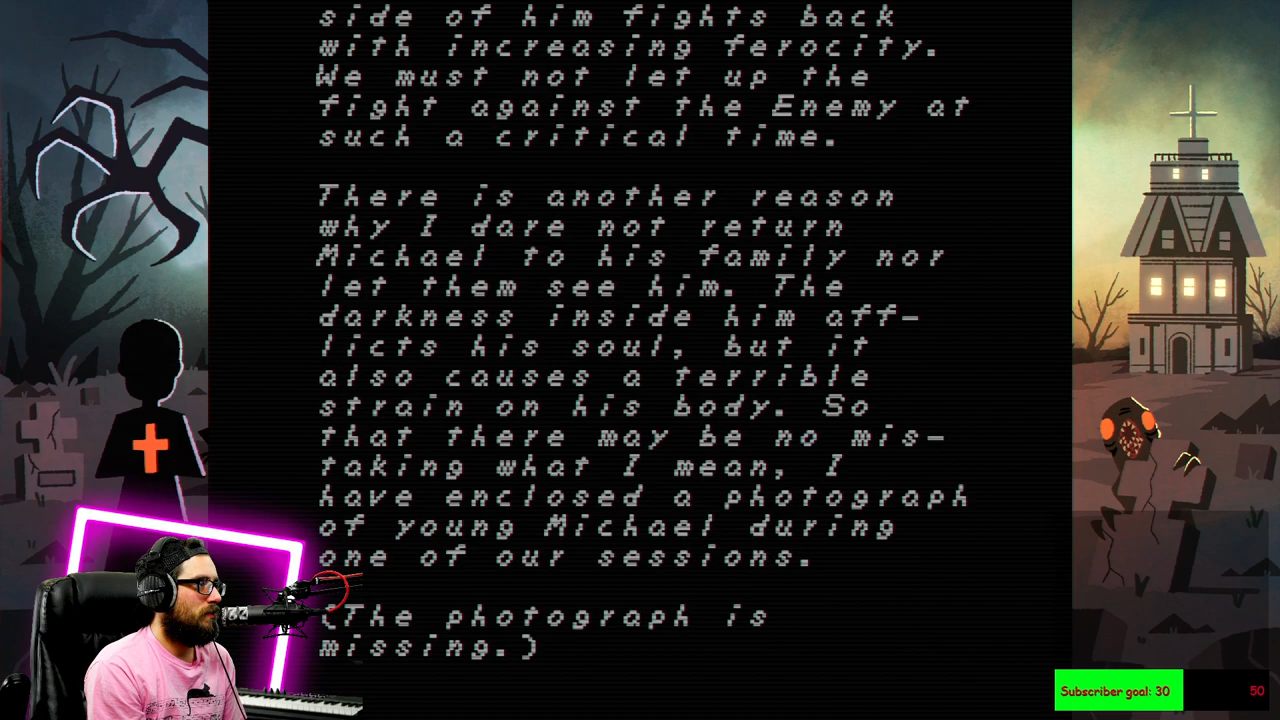 side of him fights back
with increasing ferocity.
We must not let up the
fight against the Enemy at
such a critical time.
There is another reason
why I dare not return
Michael to his family nor
let them see him. The
darkness inside him aff-
licts his soul, but it
also causes a terrible
strain on his body. So
that there may be no mis-
taking what I mean, I
have enclosed a photograph
of young Michael during
one of our sessions.
(The photograph is
missing.)
Subscriber goal: 30
50